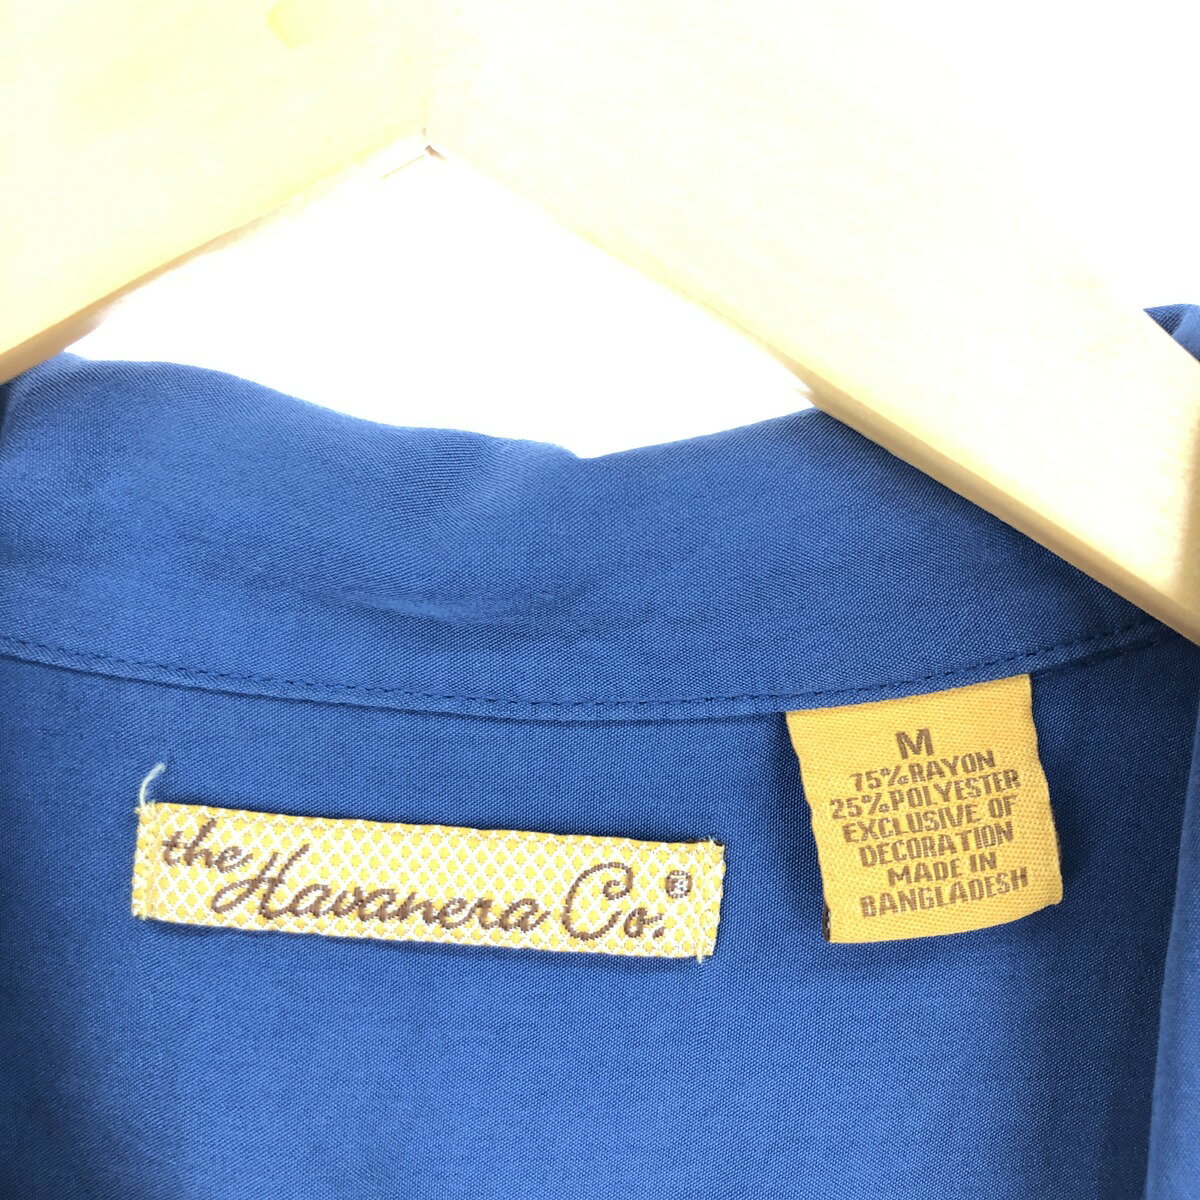 the Havanera Co.®
M
75% RAYON
25% POLYESTER
EXCLUSIVE OF
DECORATION
MADE IN
BANGLADESH